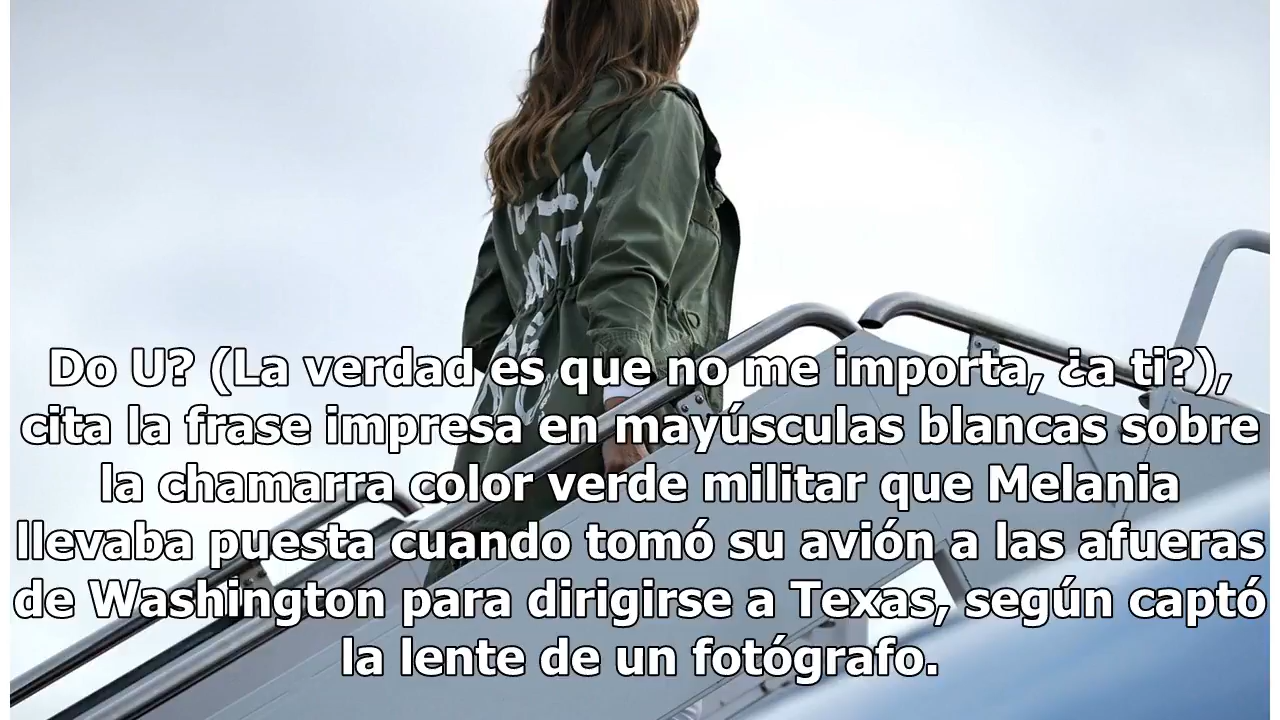 LLY
DON'T
Do U? (La verdad es que no me importa, ¿a ti?),
cita la frase impresa en mayúsculas blancas sobre
la chamarra color verde militar que Melania
llevaba puesta cuando tomó su avión a las afueras
de Washington para dirigirse a Texas, según captó
la lente de un fotógrafo.